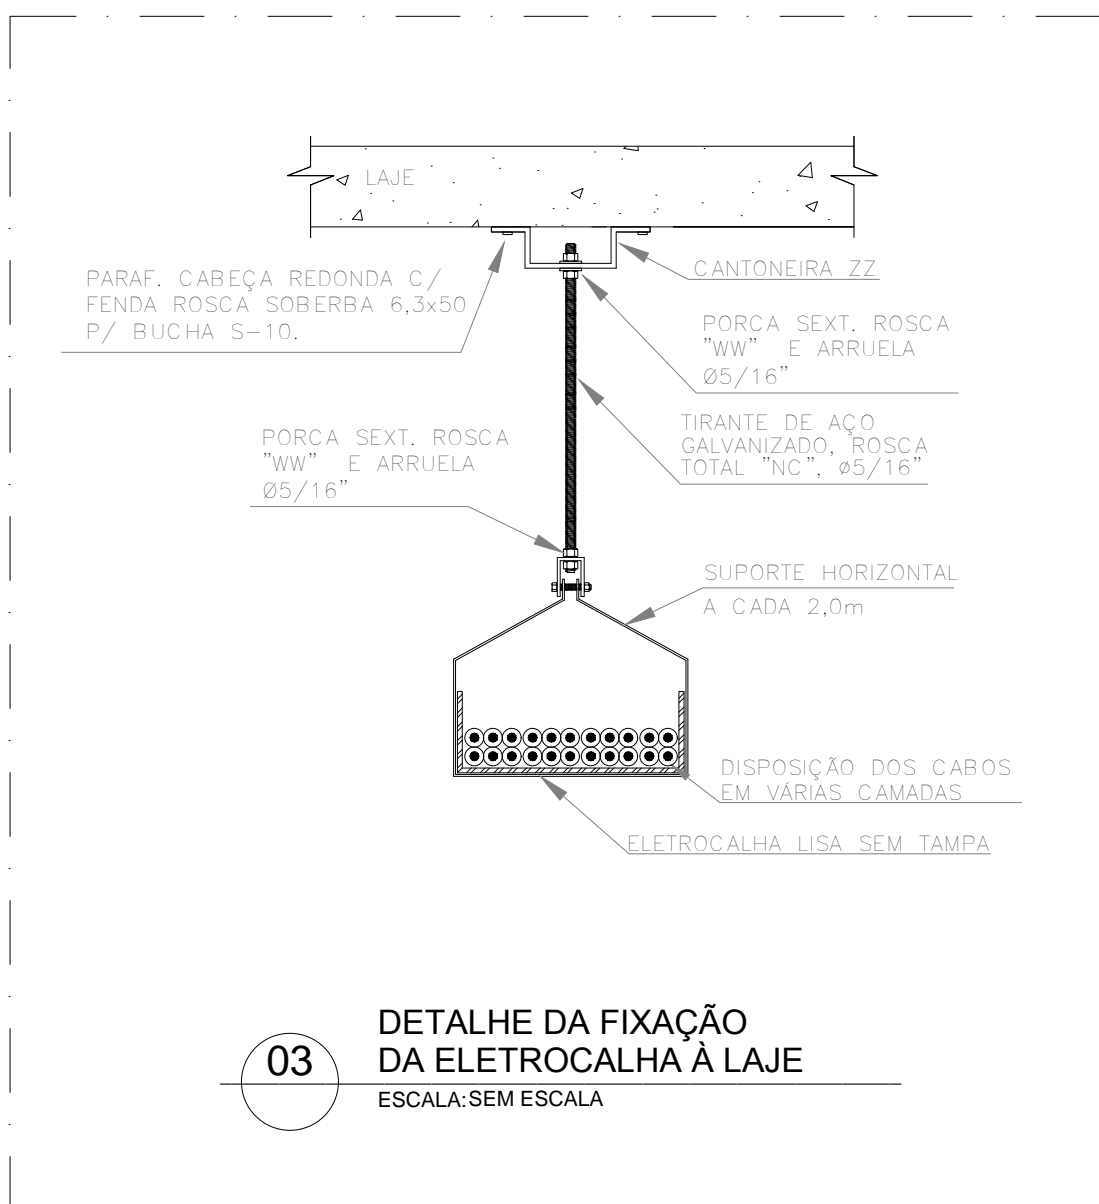 LAJE
PARAF. CABEÇA REDONDA C/
FENDA ROSCA SOBERBA 6,3x50
P/ BUCHA S-10.
CANTONEIRA ZZ
PORCA SEXT. ROSCA
"WW" E ARRUELA
Ø5/16"
TIRANTE DE AÇO
GALVANIZADO, ROSCA
TOTAL "NC", ø5/16"
PORCA SEXT. ROSCA
"WW" E ARRUELA
Ø5/16"
SUPORTE HORIZONTAL
A CADA 2,0m
DISPOSIÇÃO DOS CABOS
EM VÁRIAS CAMADAS
ELETROCALHA LISA SEM TAMPA
03
DETALHE DA FIXAÇÃO
DA ELETROCALHA À LAJE
ESCALA: SEM ESCALA